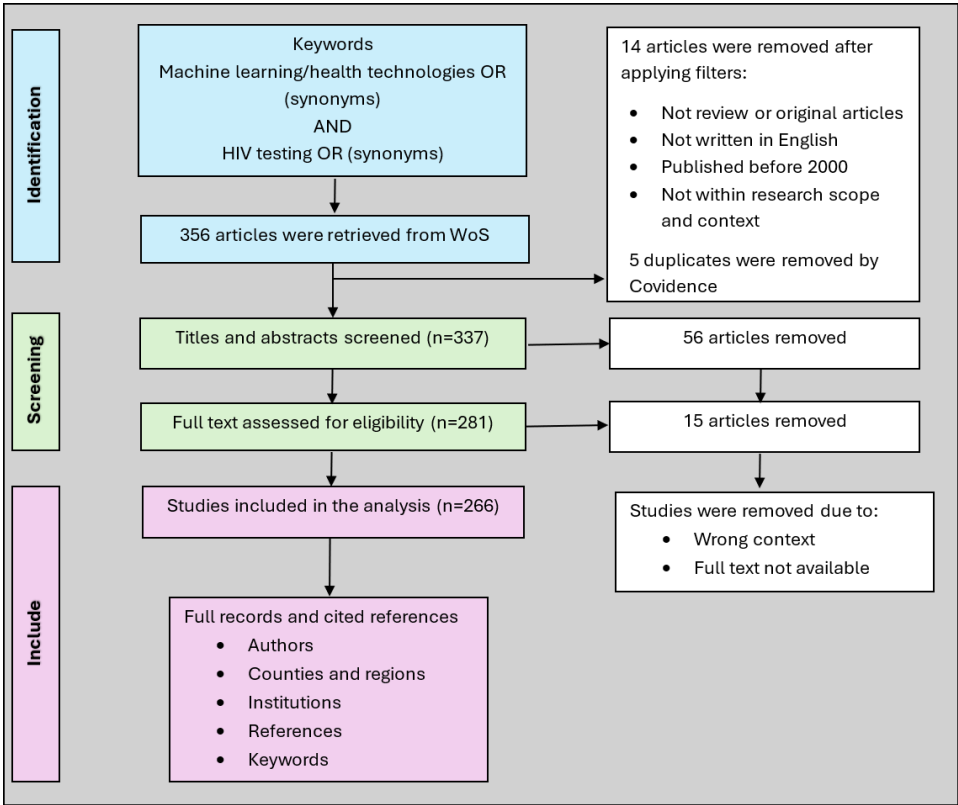 Identification
Keywords
Machine learning/health technologies OR
(synonyms)
AND
HIV testing OR (synonyms)
356 articles were retrieved from WoS
14 articles were removed after
applying filters:
• Not review or original articles
• Not written in English
• Published before 2000
• Not within research scope
and context
5 duplicates were removed by
Covidence
Screening
Titles and abstracts screened (n=337)
56 articles removed
Full text assessed for eligibility (n=281)
15 articles removed
Include
Studies included in the analysis (n=266)
Studies were removed due to:
• Wrong context
• Full text not available
Full records and cited references
• Authors
• Counties and regions
• Institutions
• References
• Keywords